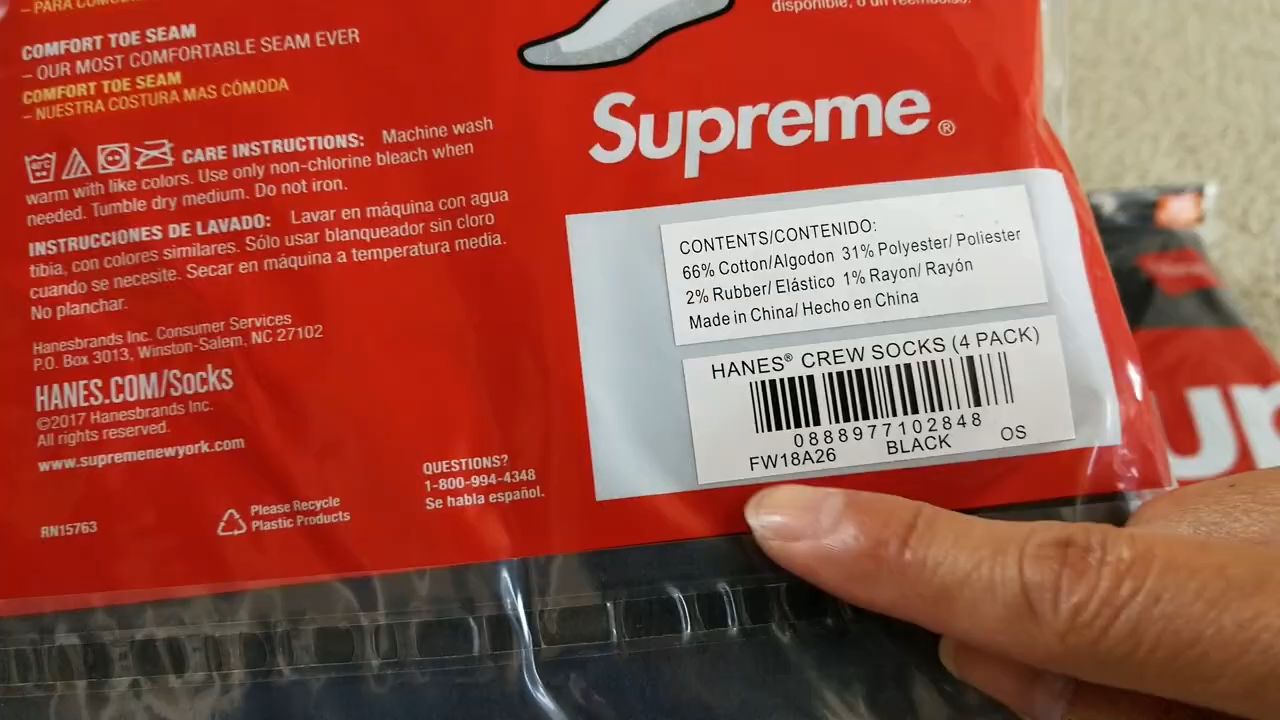 COMFORT TOE SEAM
– OUR MOST COMFORTABLE SEAM EVER
COMFORT TOE SEAM
– NUESTRA COSTURA MAS CÓMODA
CARE INSTRUCTIONS: Machine wash
warm with like colors. Use only non-chlorine bleach when
needed. Tumble dry medium. Do not iron.
INSTRUCCIONES DE LAVADO: Lavar en máquina con agua
tibia, con colores similares. Sólo usar blanqueador sin cloro
cuando se necesite. Secar en máquina a temperatura media.
No planchar.
Hanesbrands Inc. Consumer Services
P.O. Box 3013, Winston-Salem, NC 27102
HANES.COM/Socks
©2017 Hanesbrands Inc.
All rights reserved.
www.supremenewyork.com
RN15763
Please Recycle
Plastic Products
QUESTIONS?
1-800-994-4348
Se habla español.
disponible, o un reembolso.
Supreme®
CONTENTS/CONTENIDO:
66% Cotton/Algodon 31% Polyester/ Poliester
2% Rubber/ Elástico 1% Rayon/ Rayón
Made in China/ Hecho en China
HANES® CREW SOCKS (4 PACK)
0888977102848
FW18A26 BLACK OS